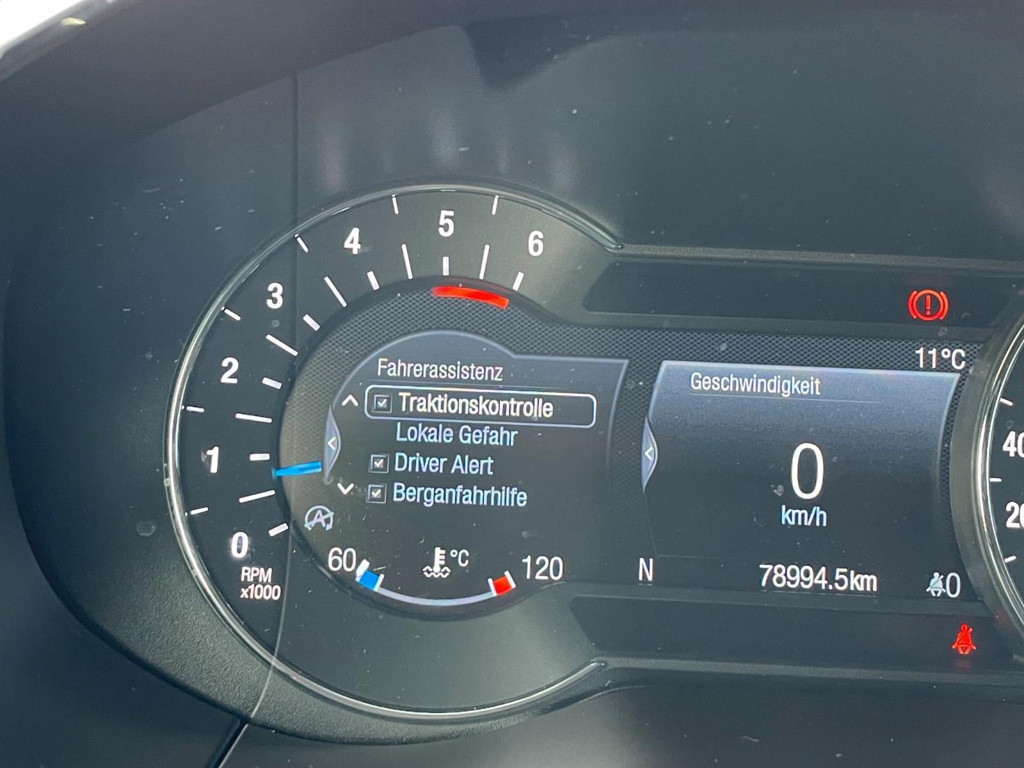 0
1
2
3
4
5
6
RPM
x1000
Fahrerassistenz
Traktionskontrolle
Lokale Gefahr
Driver Alert
Berganfahrhilfe
A
60 °C 120
11°C
Geschwindigkeit
0
km/h
N 78994.5km 0